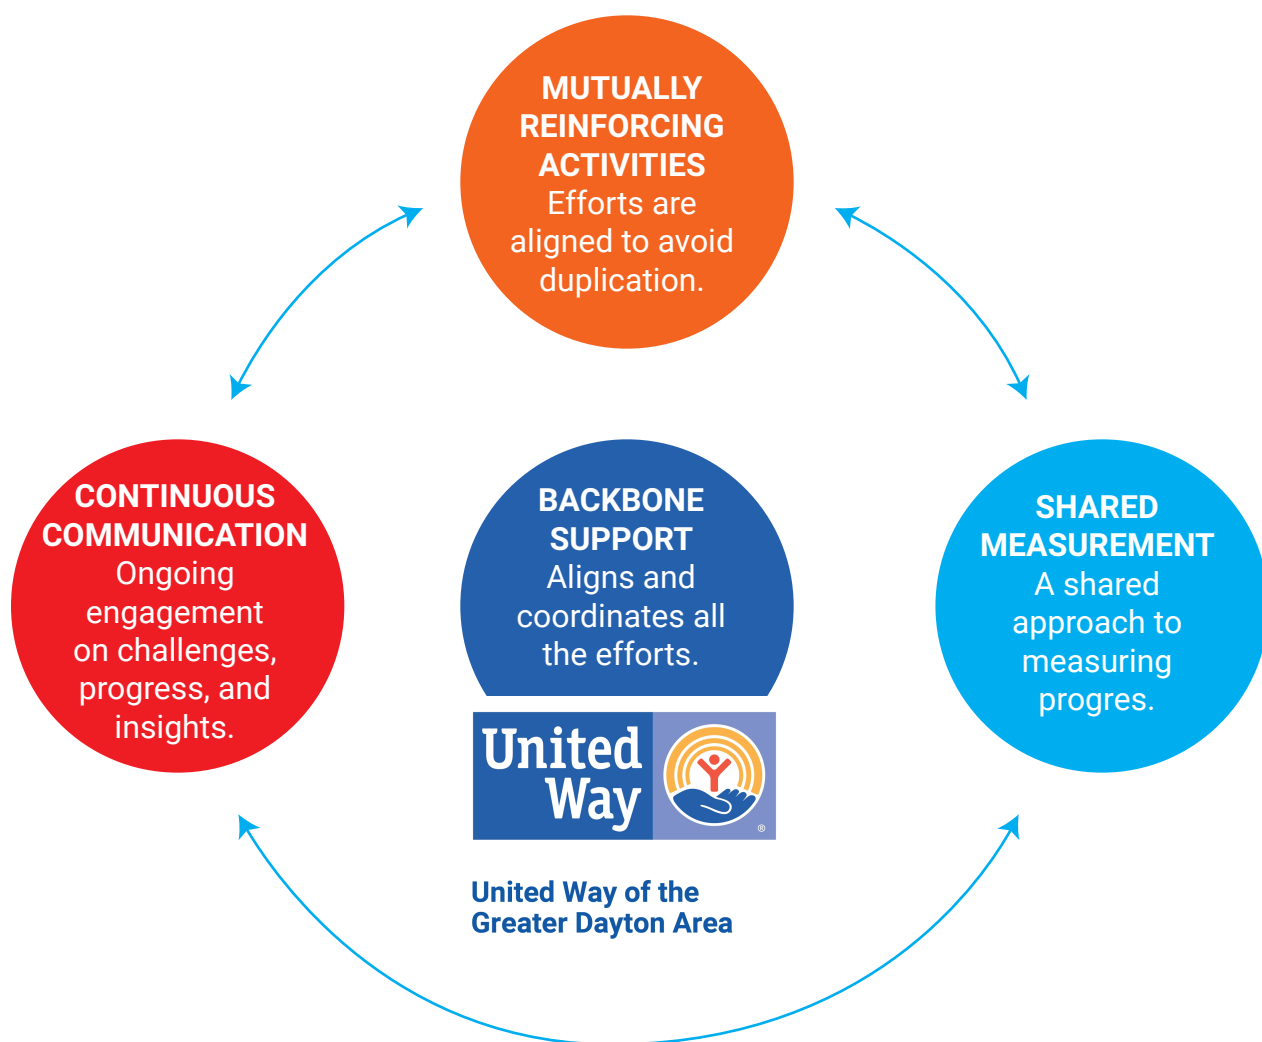 MUTUALLY
REINFORCING
ACTIVITIES
Efforts are
aligned to avoid
duplication.
CONTINUOUS
COMMUNICATION
Ongoing
engagement
on challenges,
progress, and
insights.
BACKBONE
SUPPORT
Aligns and
coordinates all
the efforts.
SHARED
MEASUREMENT
A shared
approach to
measuring
progres.
United
Way
®
United Way of the
Greater Dayton Area